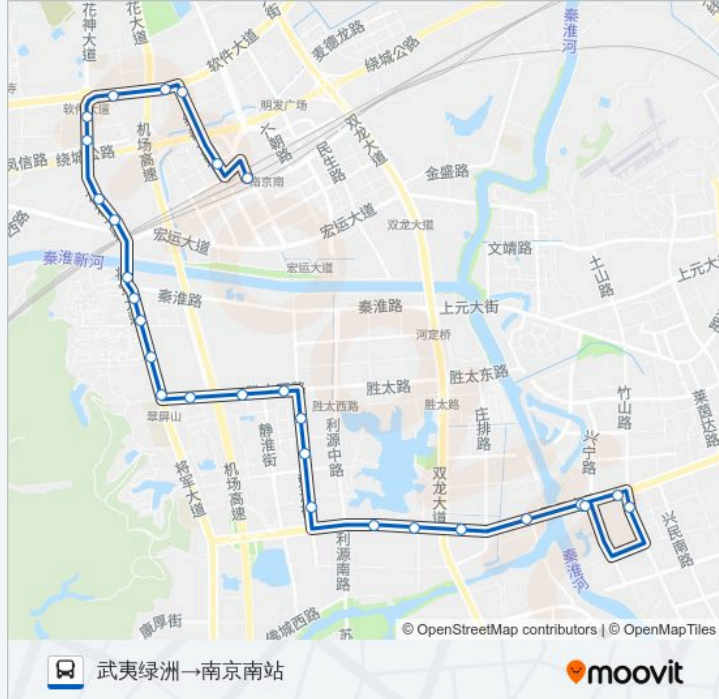 花神大道
花大道
软件大道
街
麦德龙路
绕城公路
秦淮河
软件大道
明发广场
机场高速
六朝路
双龙大道
凤信路
绕城公路
民生路
南京南
金盛路
西路
宏运大道
宏运大道
双龙大道
文靖路
秦淮新河
宏运大道
土山路
上元大
秦淮路
秦淮路
上元大街
河定桥
胜太路
胜太东路
竹山路
莱茵达路
翠屏山
胜太西路
胜太路
静淮街
利源中路
庄排路
兴宁路
将军大道
机场高速
双龙大道
兴民南路
利源南路
秦淮河
康厚街
佛城西路
苏
© OpenStreetMap contributors | © OpenMapTiles
武夷绿洲→南京南站
moovit